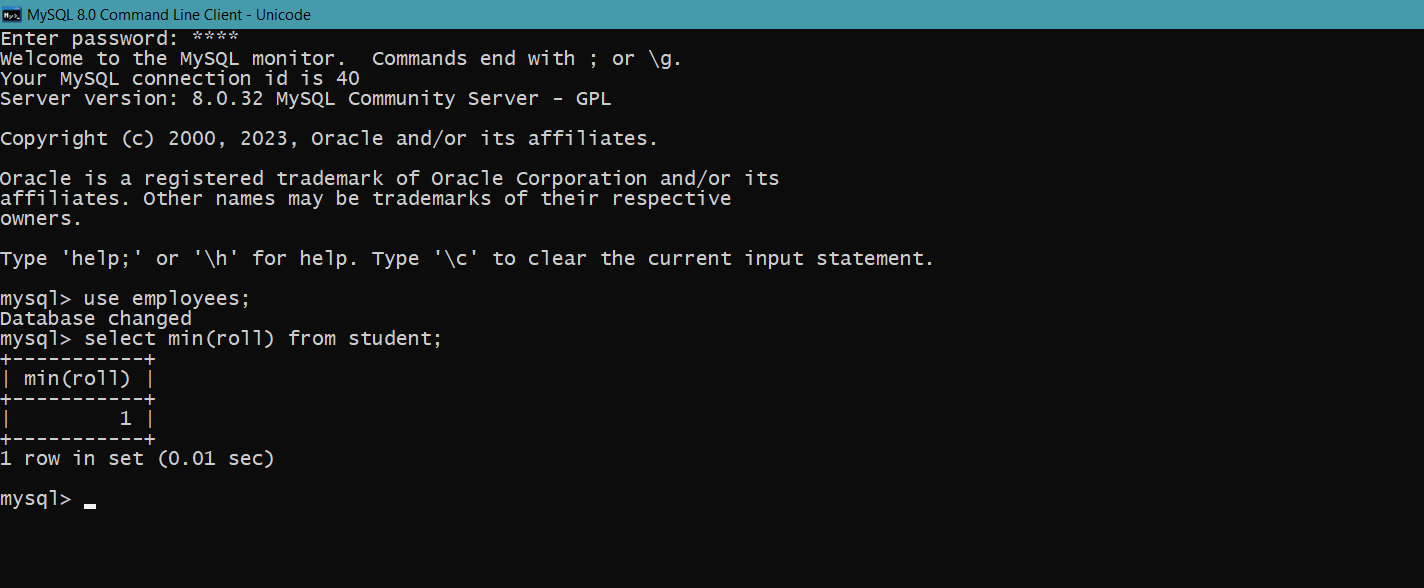 MySQL 8.0 Command Line Client - Unicode
Enter password: ****
Welcome to the MySQL monitor.  Commands end with ; or \g.
Your MySQL connection id is 40
Server version: 8.0.32 MySQL Community Server - GPL
Copyright (c) 2000, 2023, Oracle and/or its affiliates.
Oracle is a registered trademark of Oracle Corporation and/or its
affiliates. Other names may be trademarks of their respective
owners.
Type 'help;' or '\h' for help. Type '\c' to clear the current input statement.
mysql> use employees;
Database changed
mysql> select min(roll) from student;
+-----------+
| min(roll) |
+-----------+
|         1 |
+-----------+
1 row in set (0.01 sec)
mysql> _